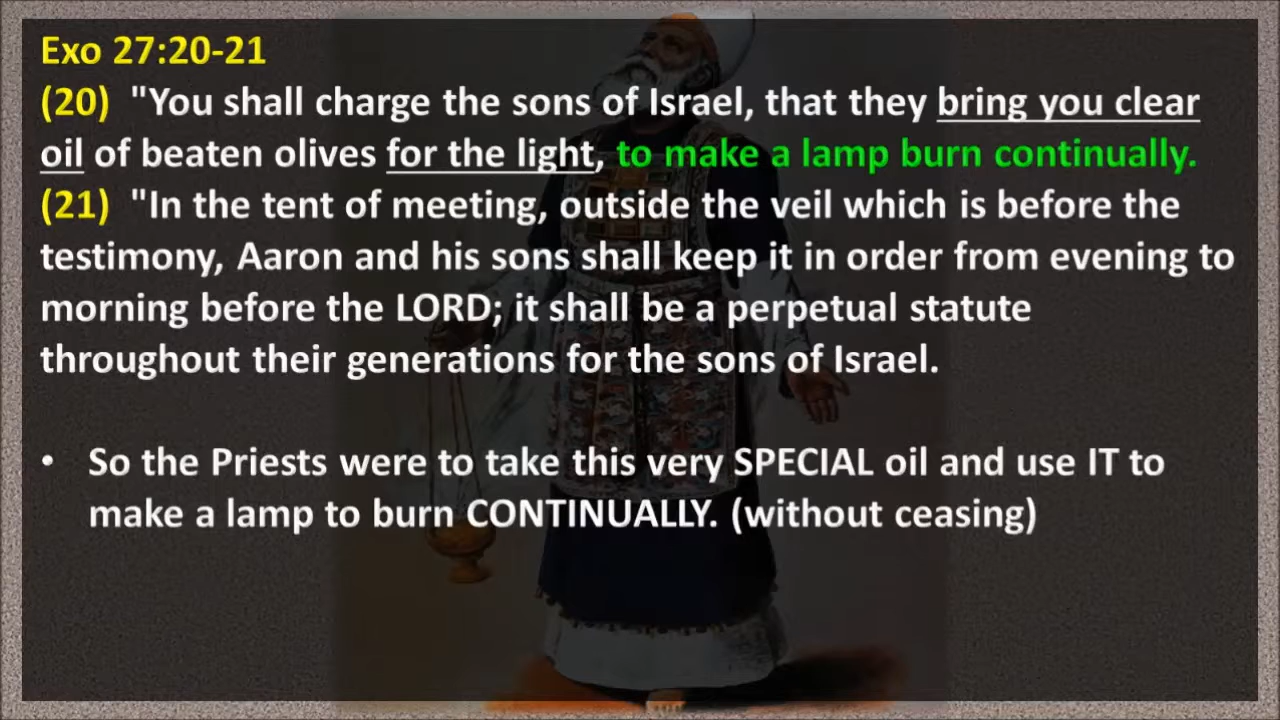 Exo 27:20-21
(20) "You shall charge the sons of Israel, that they bring you clear
oil of beaten olives for the light, to make a lamp burn continually.
(21) "In the tent of meeting, outside the veil which is before the
testimony, Aaron and his sons shall keep it in order from evening to
morning before the LORD; it shall be a perpetual statute
throughout their generations for the sons of Israel.
• So the Priests were to take this very SPECIAL oil and use IT to
make a lamp to burn CONTINUALLY. (without ceasing)